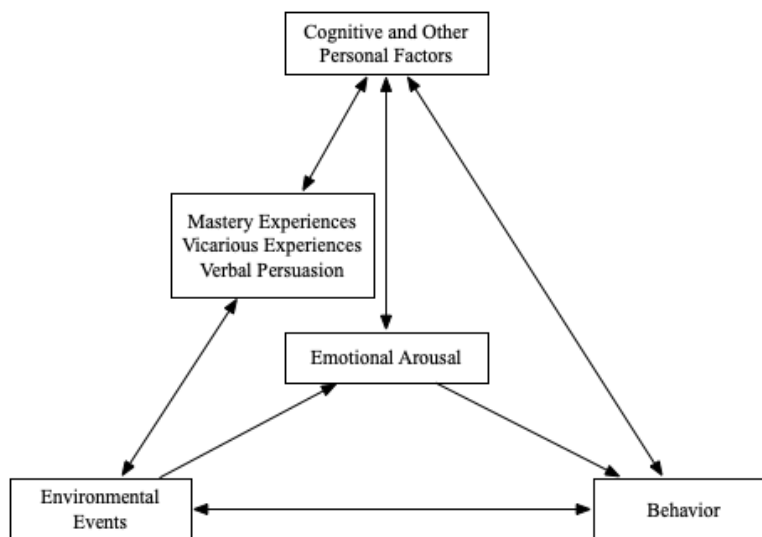 Cognitive and Other
Personal Factors
Mastery Experiences
Vicarious Experiences
Verbal Persuasion
Emotional Arousal
Environmental
Events
Behavior